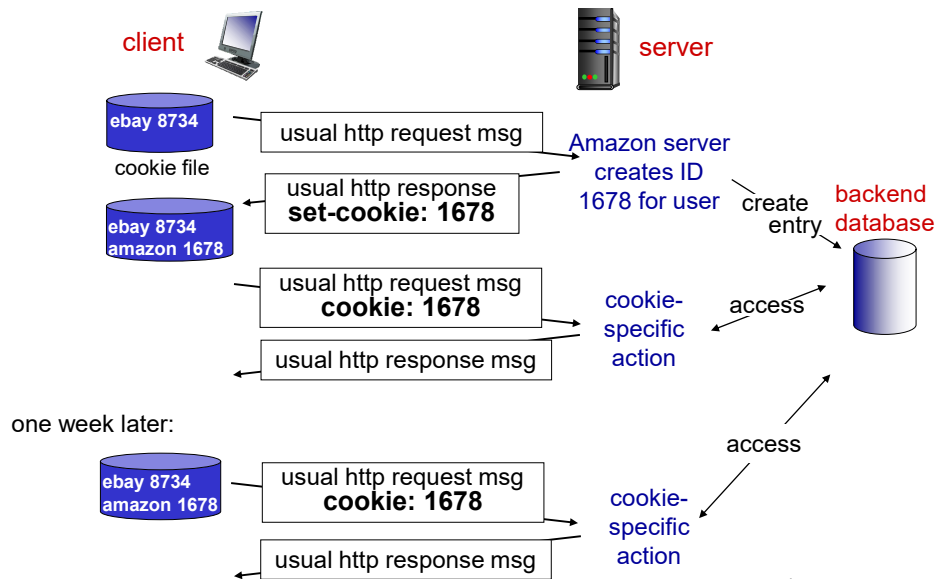 client
server
ebay 8734
cookie file
usual http request msg
Amazon server
creates ID
1678 for user
usual http response
set-cookie: 1678
create
entry
backend
database
ebay 8734
amazon 1678
usual http request msg
cookie: 1678
cookie-
specific
action
access
usual http response msg
one week later:
access
ebay 8734
amazon 1678
usual http request msg
cookie: 1678
cookie-
specific
action
usual http response msg